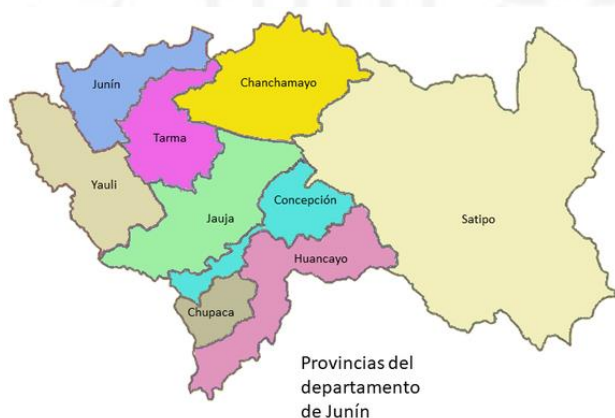 Junín
Chanchamayo
Tarma
Yauli
Jauja
Concepción
Satipo
Huancayo
Chupaca
Provincias del
departamento
de Junín